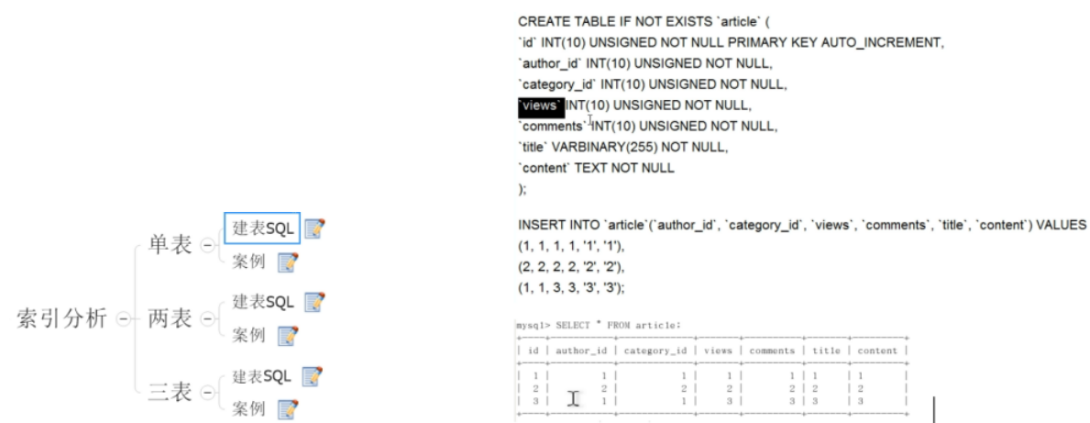 索引分析
单表
建表SQL
案例
两表
建表SQL
案例
三表
建表SQL
案例
CREATE TABLE IF NOT EXISTS `article` (
`id` INT(10) UNSIGNED NOT NULL PRIMARY KEY AUTO_INCREMENT,
`author_id` INT(10) UNSIGNED NOT NULL,
`category_id` INT(10) UNSIGNED NOT NULL,
`views` INT(10) UNSIGNED NOT NULL,
`comments` INT(10) UNSIGNED NOT NULL,
`title` VARBINARY(255) NOT NULL,
`content` TEXT NOT NULL
);
INSERT INTO `article`(`author_id`, `category_id`, `views`, `comments`, `title`, `content`) VALUES
(1, 1, 1, 1, '1', '1'),
(2, 2, 2, 2, '2', '2'),
(1, 1, 3, 3, '3', '3');
mysql> SELECT * FROM article;
| id | author_id | category_id | views | comments | title | content |
| 1 | 1 | 1 | 1 | 1 | 1 | 1 |
| 2 | 2 | 2 | 2 | 2 | 2 | 2 |
| 3 | 1 | 1 | 3 | 3 | 3 | 3 |